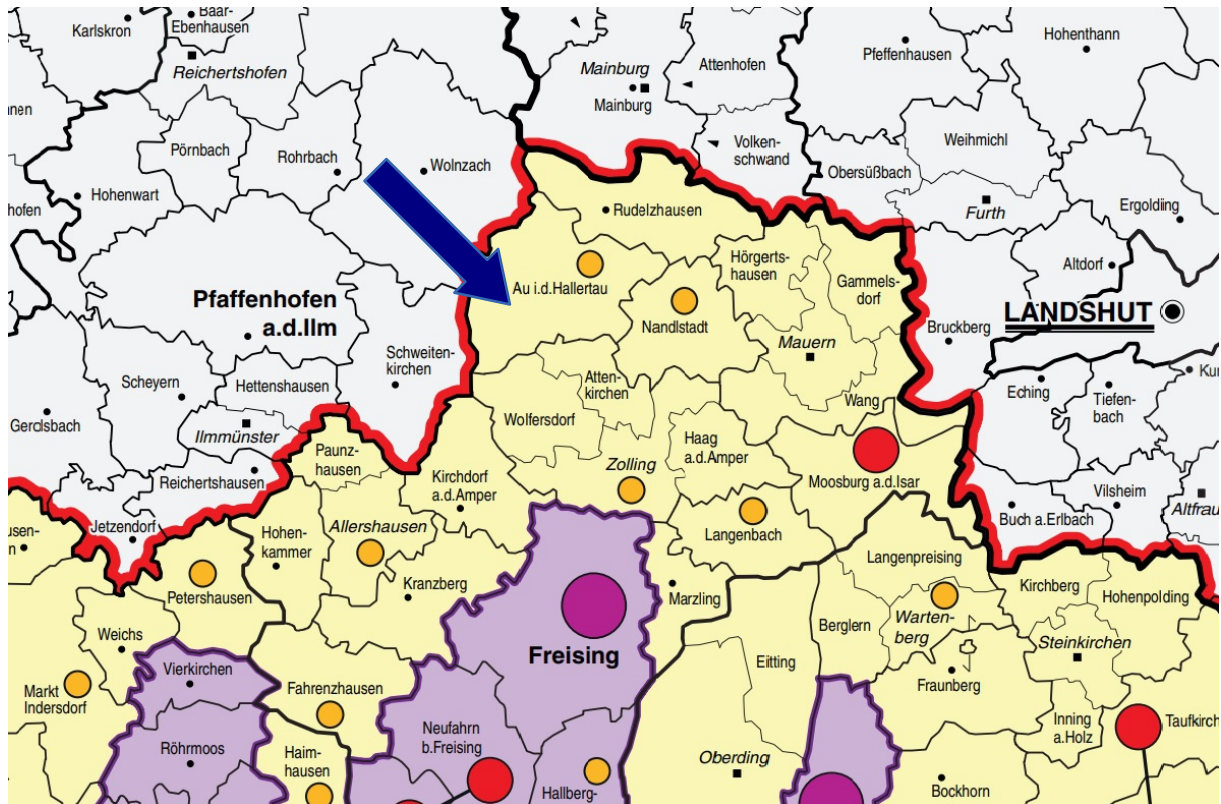 Karlskron
Baar-
Ebenhausen
Reichertshofen
Mainburg
Mainburg
Attenhofen
Pfeffenhausen
Hohenthann
Pörnbach
Rohrbach
Wolnzach
Volken-
schwand
Obersüßbach
Weihmichl
Hohenwart
hofen
Rudelzhausen
Furth
Ergolding
Au i.d.Hallertau
Hörgerts-
hausen
Gammels-
dorf
Altdorf
Pfaffenhofen
a.d.Ilm
Nandlstadt
Mauern
Bruckberg
LANDSHUT
Schweiten-
kirchen
Scheyern
Hettenshausen
Atten-
kirchen
Eching
Tiefen-
bach
Gerolsbach
Ilmmünster
Wolfersdorf
Wang
Haag
a.d.Amper
Paunz-
hausen
Reichertshausen
Kirchdorf
a.d.Amper
Zolling
Moosburg a.d.Isar
Vilsheim
Jetzendorf
Hohen-
kammer
Allershausen
Langenbach
Buch a.Erlbach
Altfrau
Langenpreising
Petershausen
Kranzberg
Marzling
Kirchberg
Hohenpolding
Weichs
Berglern
Warten-
berg
Steinkirchen
Vierkirchen
Freising
Eitting
Fraunberg
Markt
Indersdorf
Fahrenzhausen
Röhrmoos
Neufahrn
b.Freising
Inning
a.Holz
Taufkirch
Haim-
hausen
Oberding
Hallberg-
Bockhorn